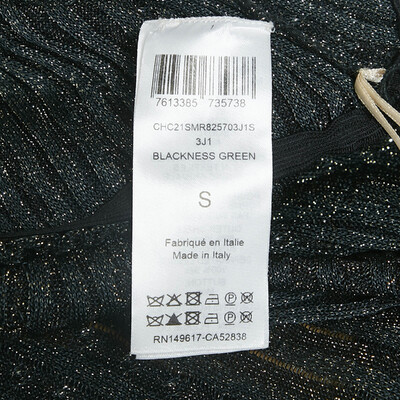 7613385 735738
CHC21SMR825703J1S
3J1
BLACKNESS GREEN
S
Fabriqué en Italie
Made in Italy
RN149617-CA52838